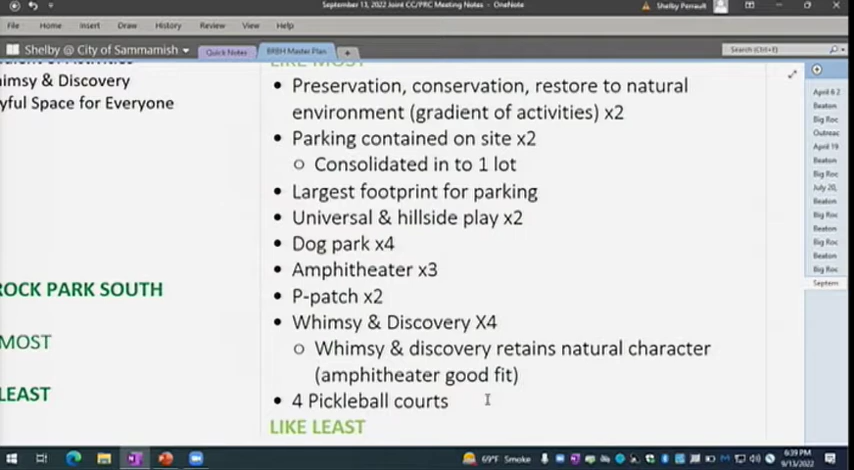 September 13, 2022 Joint CC/PRC Meeting Notes - OneNote
Shelby Perrault
File Home Insert Draw History Review View Help
Shelby @ City of Sammamish
Quick Notes
BRBH Master Plan
Search (Ctrl+E)
himsy & Discovery
yful Space for Everyone
LIKE MOST
• Preservation, conservation, restore to natural
environment (gradient of activities) x2
• Parking contained on site x2
o Consolidated in to 1 lot
• Largest footprint for parking
• Universal & hillside play x2
• Dog park x4
• Amphitheater x3
• P-patch x2
• Whimsy & Discovery X4
o Whimsy & discovery retains natural character
(amphitheater good fit)
• 4 Pickleball courts
LIKE LEAST
ROCK PARK SOUTH
MOST
LEAST
April 6 2
Beaton
Big Roc
Outreac
April 19
Beaton
Big Roc
July 20,
Beaton
Big Roc
Beaton
Big Roc
Beaton
Big Roc
Septem
69°F Smoke
6:39 PM
9/13/2022